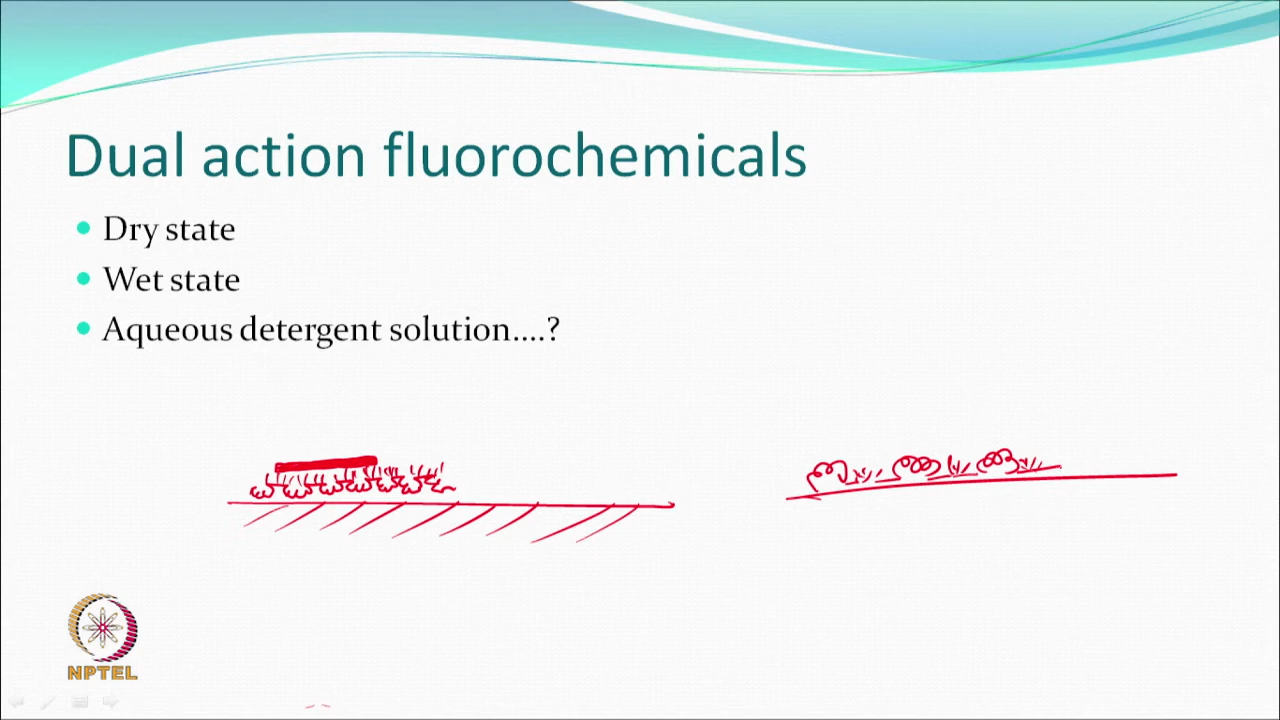 Dual action fluorochemicals
Dry state
Wet state
Aqueous detergent solution....?
NPTEL